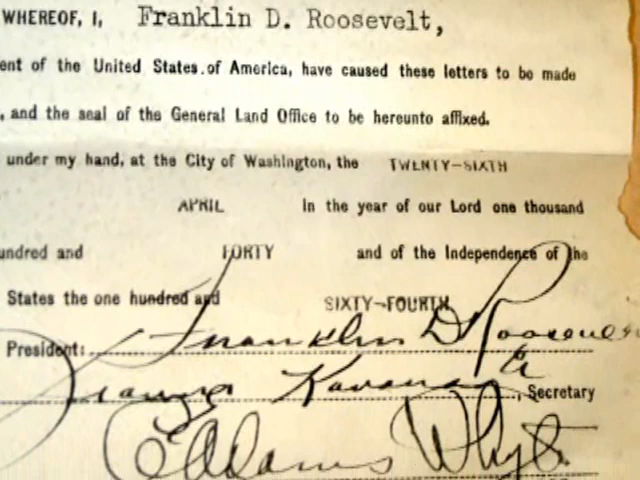 WHEREOF, I, Franklin D. Roosevelt,
ent of the United States of America, have caused these letters to be made
, and the seal of the General Land Office to be hereunto affixed.
under my hand, at the City of Washington, the TWENTY-SIXTH
APRIL in the year of our Lord one thousand
undred and FORTY and of the Independence of the
States the one hundred and SIXTY-FOURTH
President: Franklin D Roosevel
, Secretary